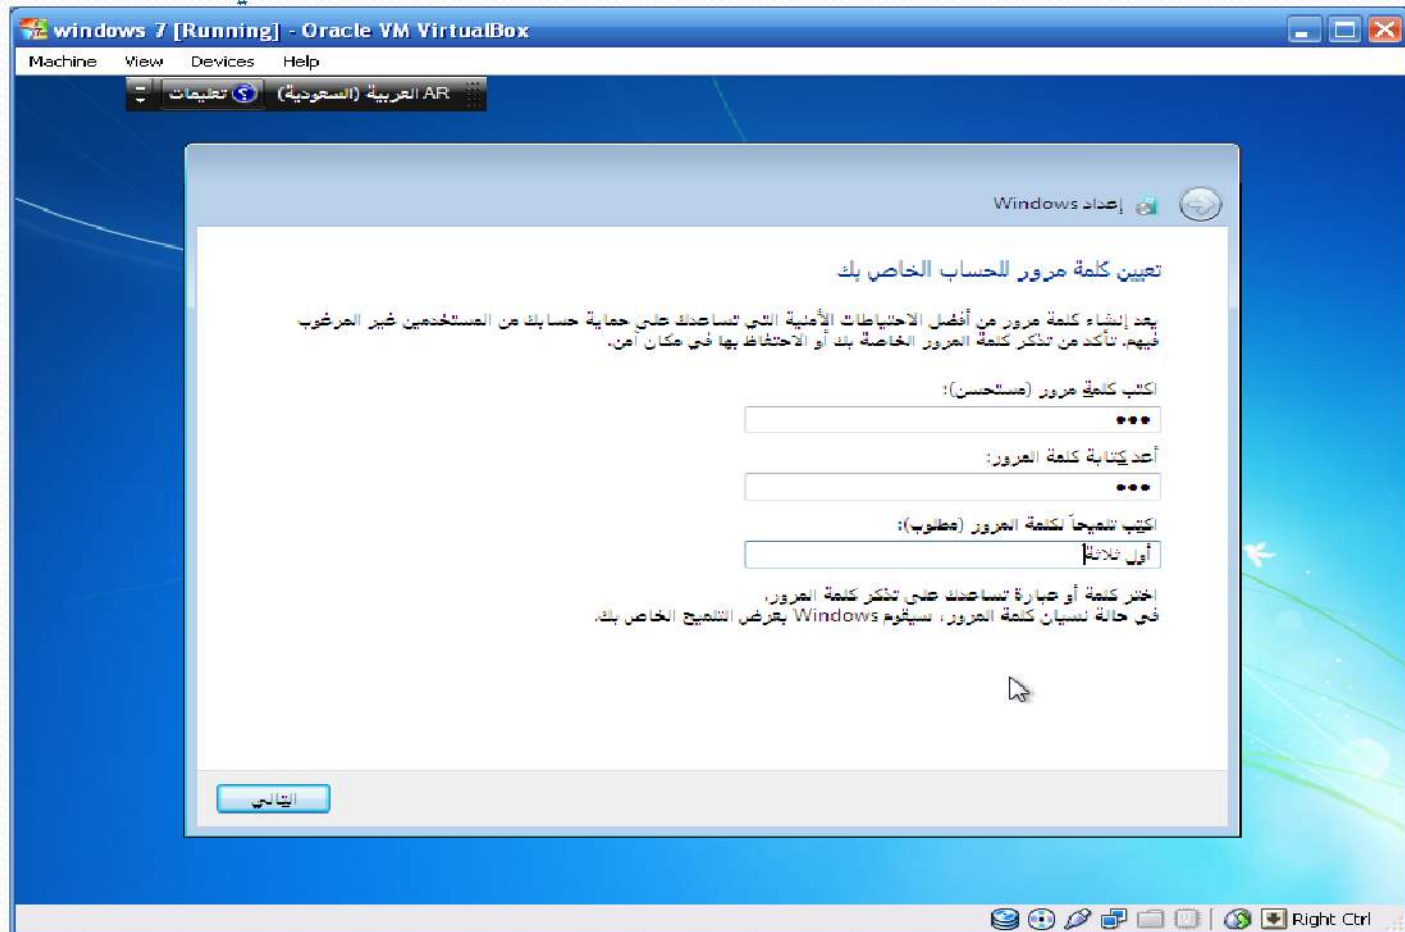 windows 7 [Running] - Oracle VM VirtualBox
Machine View Devices Help
AR العربية (السعودية) تعليمات
إعداد Windows
تعيين كلمة مرور للحساب الخاص بك
يعد إنشاء كلمة مرور من أفضل الاحتياطات الأمنية التي تساعدك على حماية حسابك من المستخدمين غير المرغوب
فيهم. تأكد من تذكر كلمة المرور الخاصة بك أو الاحتفاظ بها في مكان آمن.
اكتب كلمة مرور (مستحسن):
أعد كتابة كلمة المرور:
اكتب تلميحاً لكلمة المرور (مطلوب):
أول ثلاثة
اختر كلمة أو عبارة تساعدك على تذكر كلمة المرور.
في حالة نسيان كلمة المرور، سيقوم Windows بعرض التلميح الخاص بك.
التالي
Right Ctrl